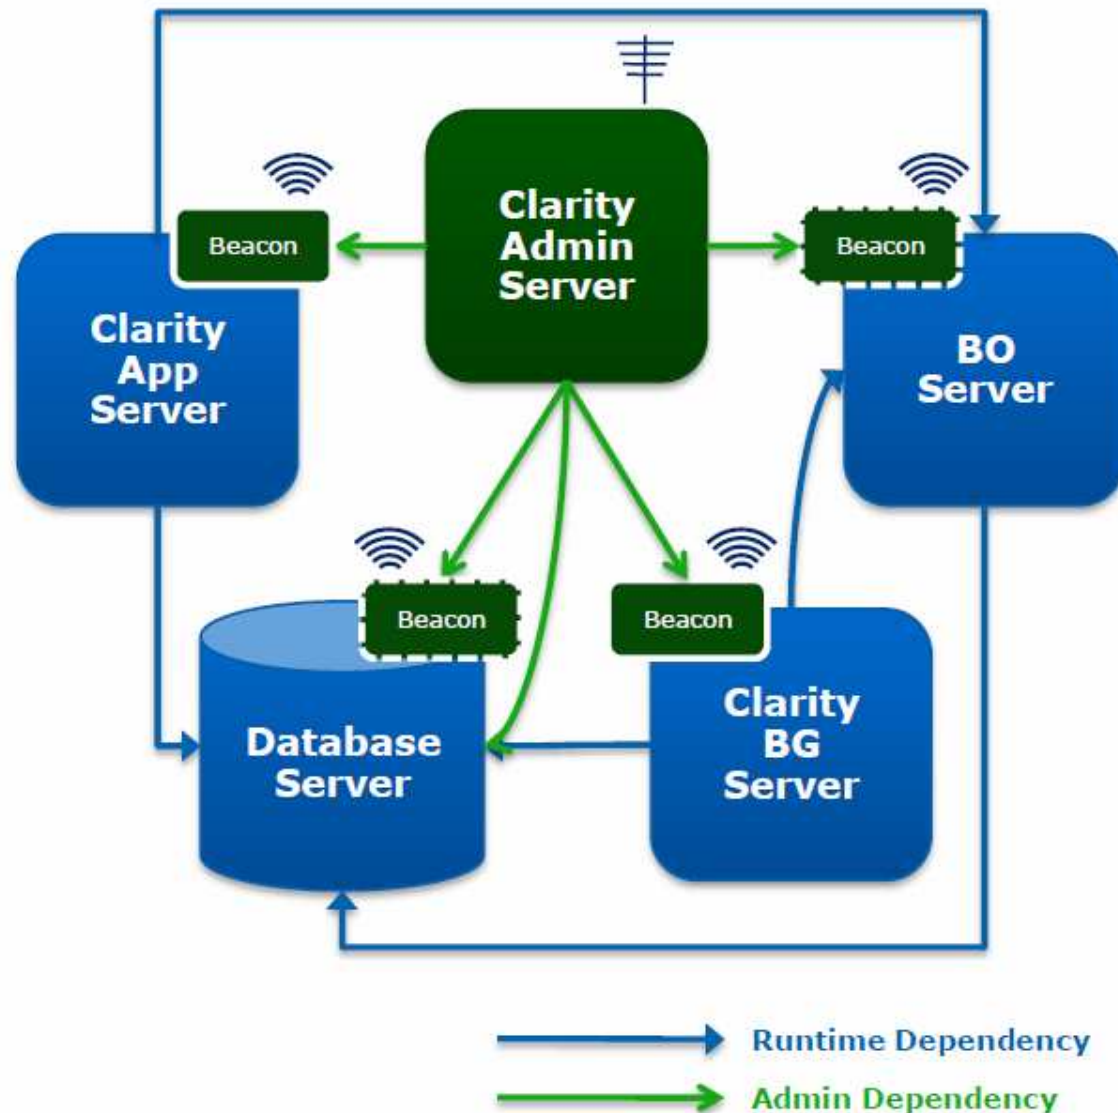 Clarity
Admin
Server
Beacon
Beacon
Clarity
App
Server
BO
Server
Beacon
Beacon
Database
Server
Clarity
BG
Server
Runtime Dependency
Admin Dependency